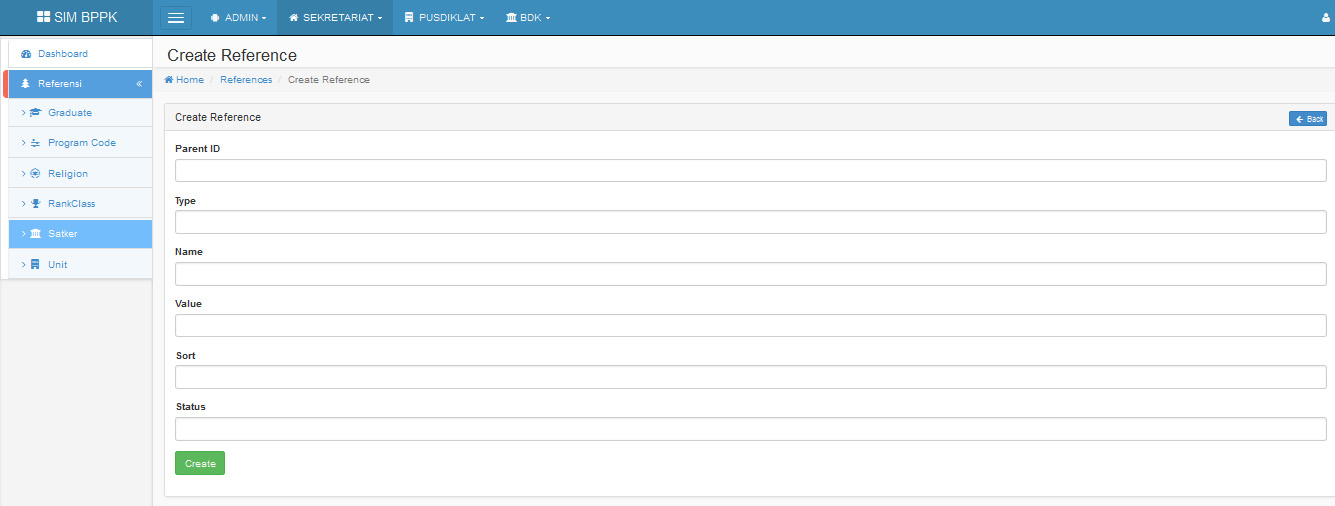 SIM BPPK
ADMIN
SEKRETARIAT
PUSDIKLAT
BDK
Dashboard
Referensi
Graduate
Program Code
Religion
RankClass
Satker
Unit
Create Reference
Home / References / Create Reference
Create Reference
Back
Parent ID
Type
Name
Value
Sort
Status
Create